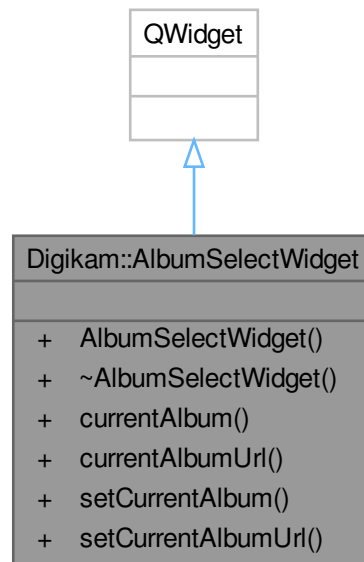 QWidget
Digikam::AlbumSelectWidget
+ AlbumSelectWidget()
+ ~AlbumSelectWidget()
+ currentAlbum()
+ currentAlbumUrl()
+ setCurrentAlbum()
+ setCurrentAlbumUrl()